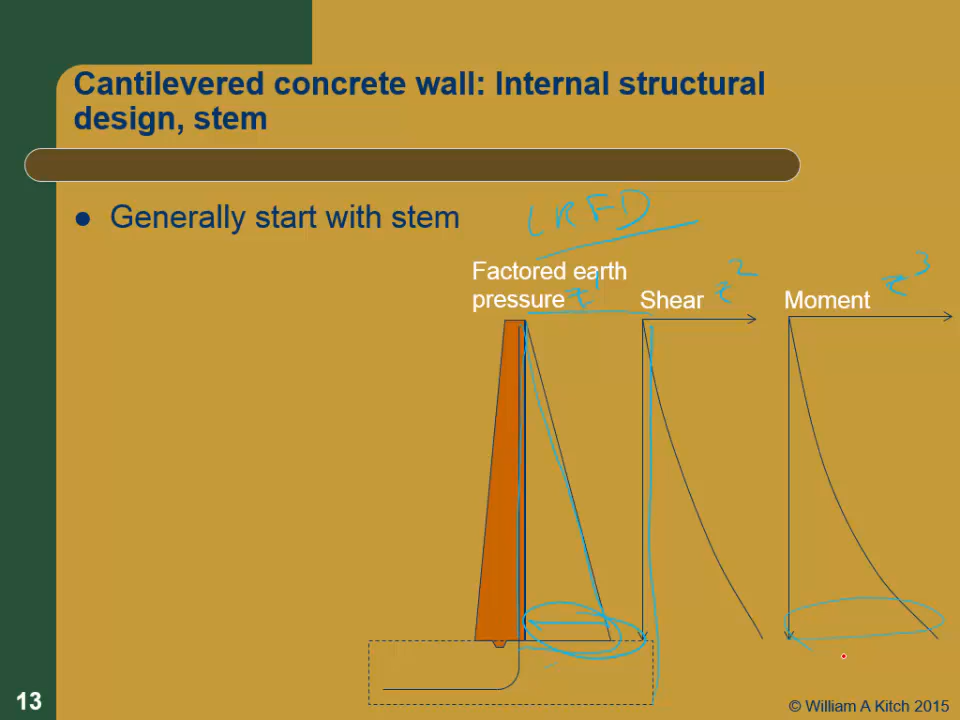 Cantilevered concrete wall: Internal structural
design, stem
Generally start with stem
LRFD
Factored earth
pressure z¹
Shear z²
Moment z³
13
© William A Kitch 2015